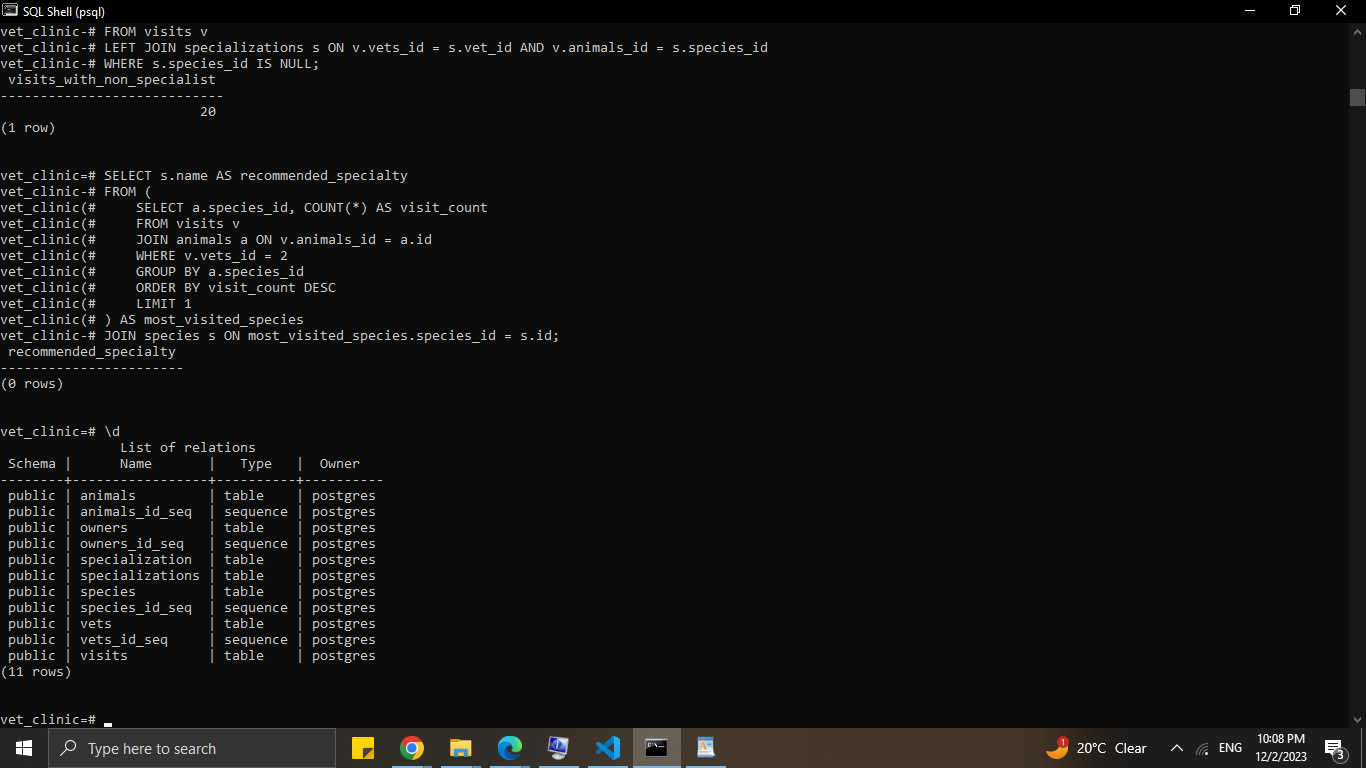 SQL Shell (psql)
vet_clinic-# FROM visits v
vet_clinic-# LEFT JOIN specializations s ON v.vets_id = s.vet_id AND v.animals_id = s.species_id
vet_clinic-# WHERE s.species_id IS NULL;
 visits_with_non_specialist
----------------------------
                         20
(1 row)


vet_clinic=# SELECT s.name AS recommended_specialty
vet_clinic-# FROM (
vet_clinic(#     SELECT a.species_id, COUNT(*) AS visit_count
vet_clinic(#     FROM visits v
vet_clinic(#     JOIN animals a ON v.animals_id = a.id
vet_clinic(#     WHERE v.vets_id = 2
vet_clinic(#     GROUP BY a.species_id
vet_clinic(#     ORDER BY visit_count DESC
vet_clinic(#     LIMIT 1
vet_clinic(# ) AS most_visited_species
vet_clinic-# JOIN species s ON most_visited_species.species_id = s.id;
 recommended_specialty
-----------------------
(0 rows)


vet_clinic=# \d
               List of relations
 Schema |      Name       |   Type   |  Owner
--------+-----------------+----------+----------
 public | animals         | table    | postgres
 public | animals_id_seq  | sequence | postgres
 public | owners          | table    | postgres
 public | owners_id_seq   | sequence | postgres
 public | specialization  | table    | postgres
 public | specializations | table    | postgres
 public | species         | table    | postgres
 public | species_id_seq  | sequence | postgres
 public | vets            | table    | postgres
 public | vets_id_seq     | sequence | postgres
 public | visits          | table    | postgres
(11 rows)


vet_clinic=#
Type here to search
1
20°C Clear
ENG
10:08 PM
12/2/2023
3